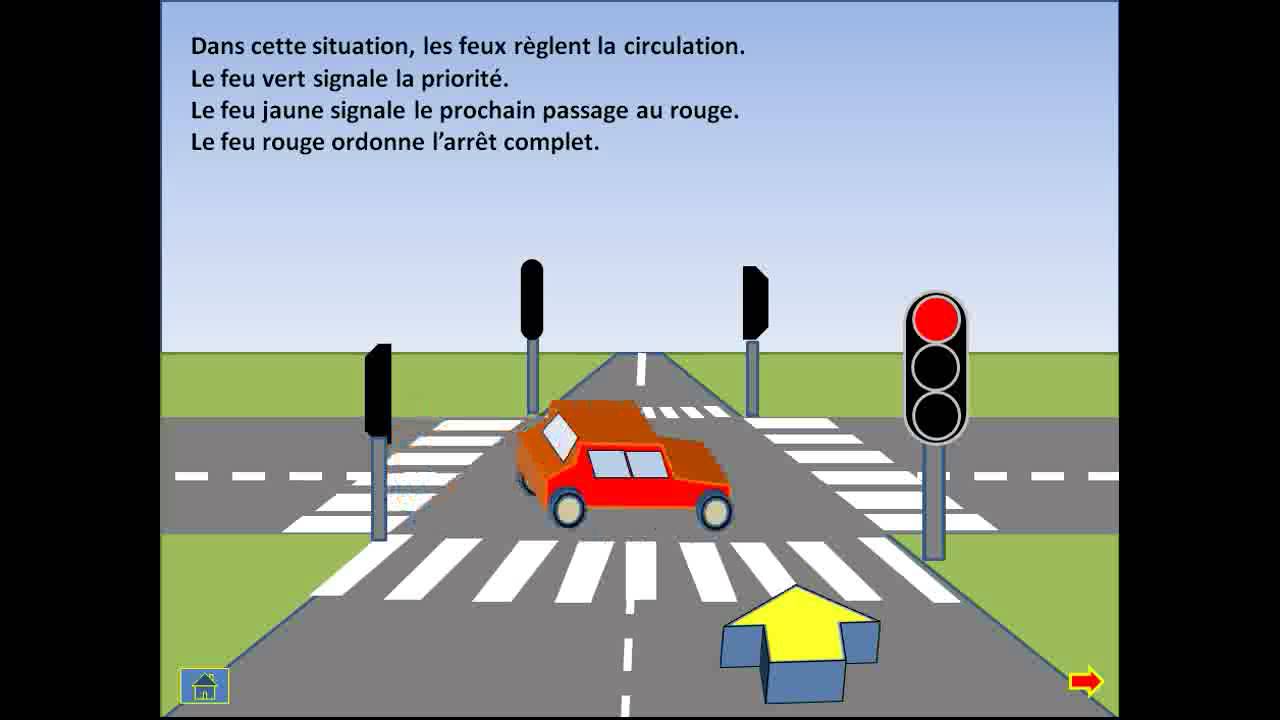 Dans cette situation, les feux règlent la circulation.
Le feu vert signale la priorité.
Le feu jaune signale le prochain passage au rouge.
Le feu rouge ordonne l’arrêt complet.